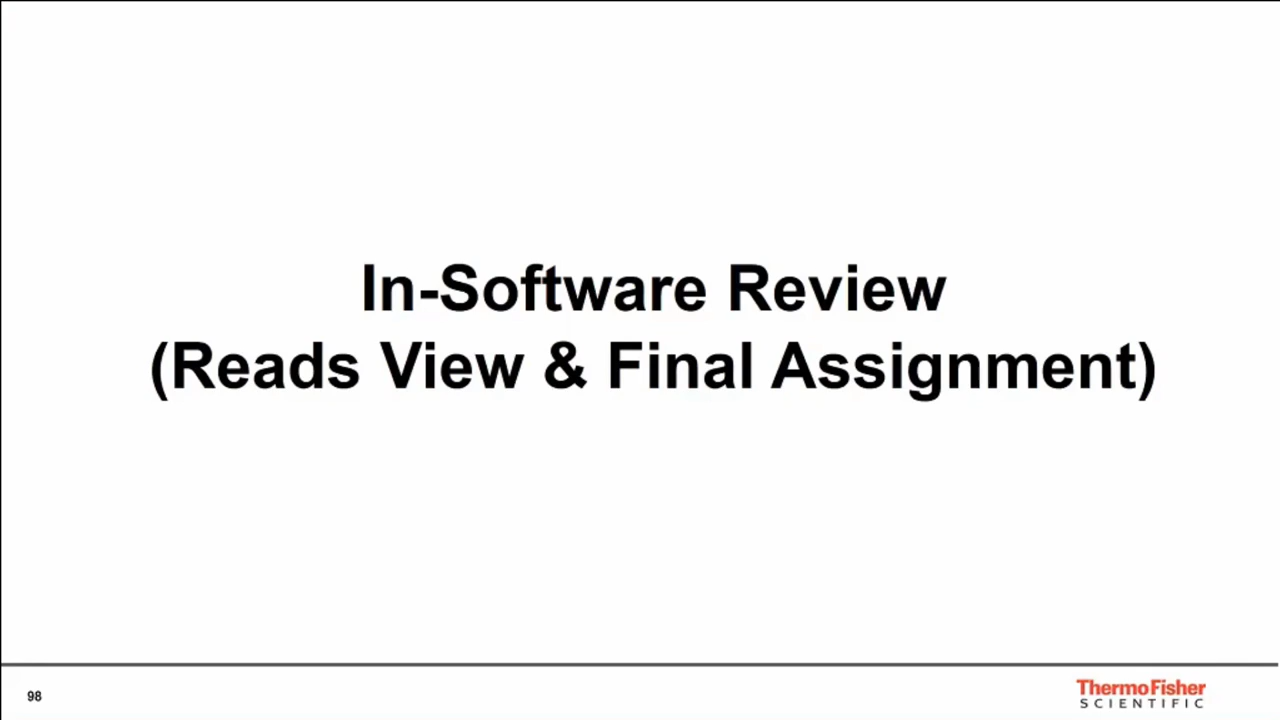 In-Software Review
(Reads View & Final Assignment)
98
ThermoFisher
SCIENTIFIC